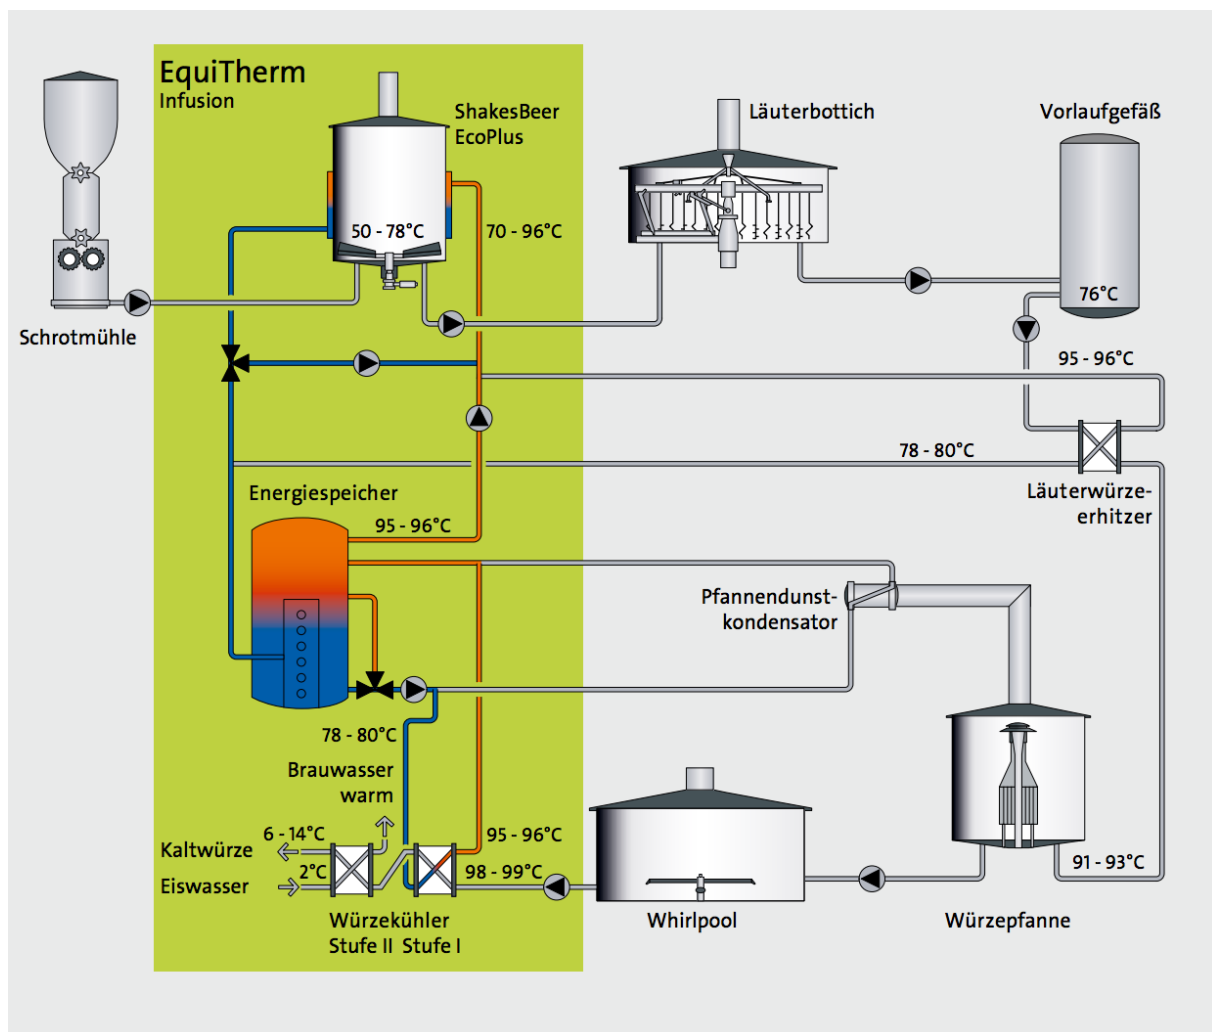 EquiTherm
Infusion
ShakesBeer
EcoPlus
Läuterbottich
Vorlaufgefäß
50 - 78°C
70 - 96°C
76°C
Schrotmühle
95 - 96°C
78 - 80°C
Energiespeicher
Läuterwürze-
erhitzer
95 - 96°C
Pfannendunst-
kondensator
78 - 80°C
Brauwasser
warm
6 - 14°C
95 - 96°C
Kaltwürze
2°C
98 - 99°C
91 - 93°C
Eiswasser
Würzekühler
Stufe II Stufe I
Whirlpool
Würzepfanne